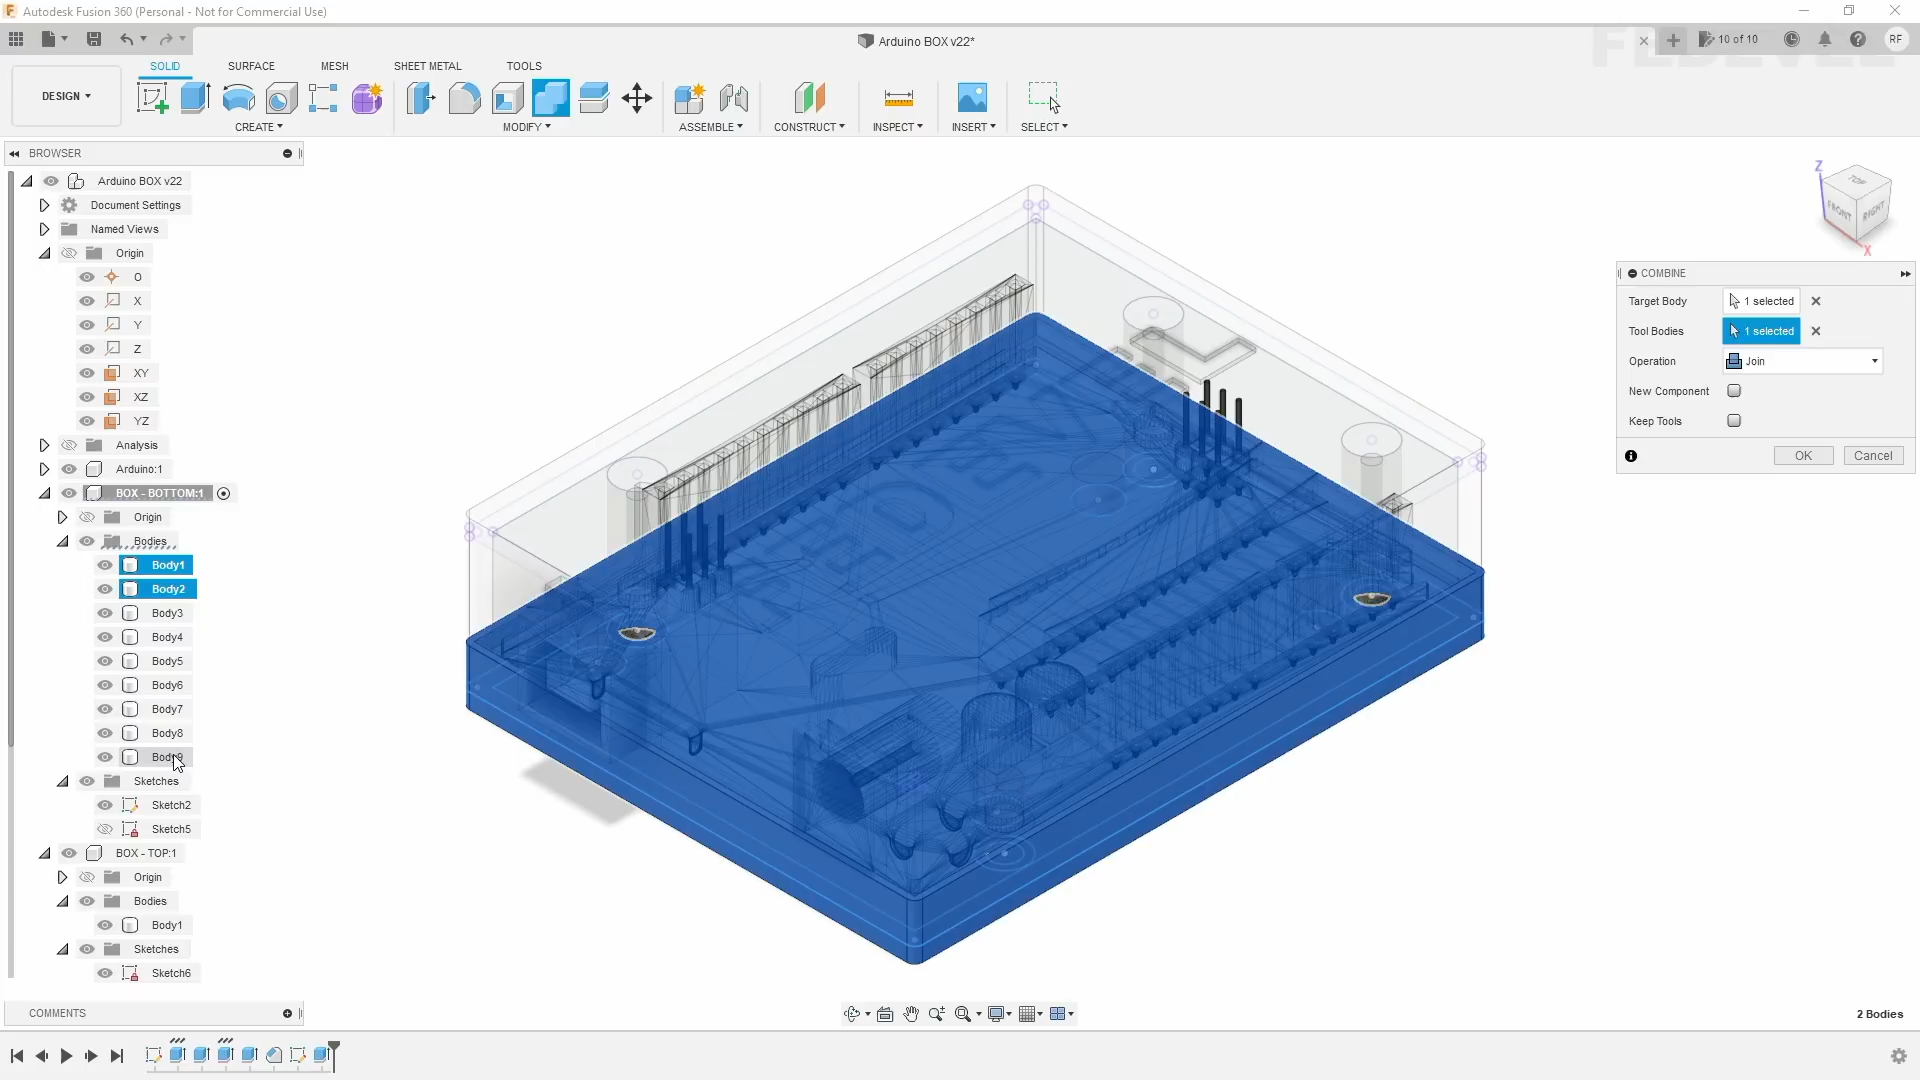 Autodesk Fusion 360 (Personal - Not for Commercial Use)
Arduino BOX v22*
10 of 10
RF
DESIGN
SOLID SURFACE MESH SHEET METAL TOOLS
CREATE MODIFY ASSEMBLE CONSTRUCT INSPECT INSERT SELECT
BROWSER
Arduino BOX v22
Document Settings
Named Views
Origin
O
X
Y
Z
XY
XZ
YZ
Analysis
Arduino:1
BOX - BOTTOM:1
Origin
Bodies
Body1
Body2
Body3
Body4
Body5
Body6
Body7
Body8
Body9
Sketches
Sketch2
Sketch5
BOX - TOP:1
Origin
Bodies
Body1
Sketches
Sketch6
Z
TOP
FRONT
RIGHT
X
COMBINE
Target Body 1 selected
Tool Bodies 1 selected
Operation Join
New Component
Keep Tools
OK Cancel
COMMENTS
2 Bodies